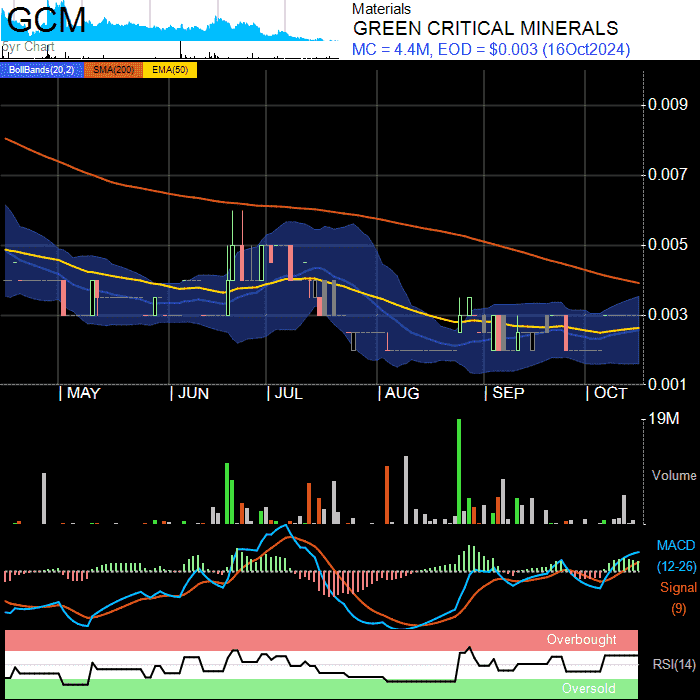 GCM
5yr Chart
Materials
GREEN CRITICAL MINERALS
MC = 4.4M, EOD = $0.003 (16Oct2024)
BollBands(20,2) SMA(200) EMA(50)
0.009
0.007
0.005
0.003
0.001
MAY JUN JUL AUG SEP OCT
19M
Volume
MACD
(12-26)
Signal
(9)
Overbought
RSI(14)
Oversold